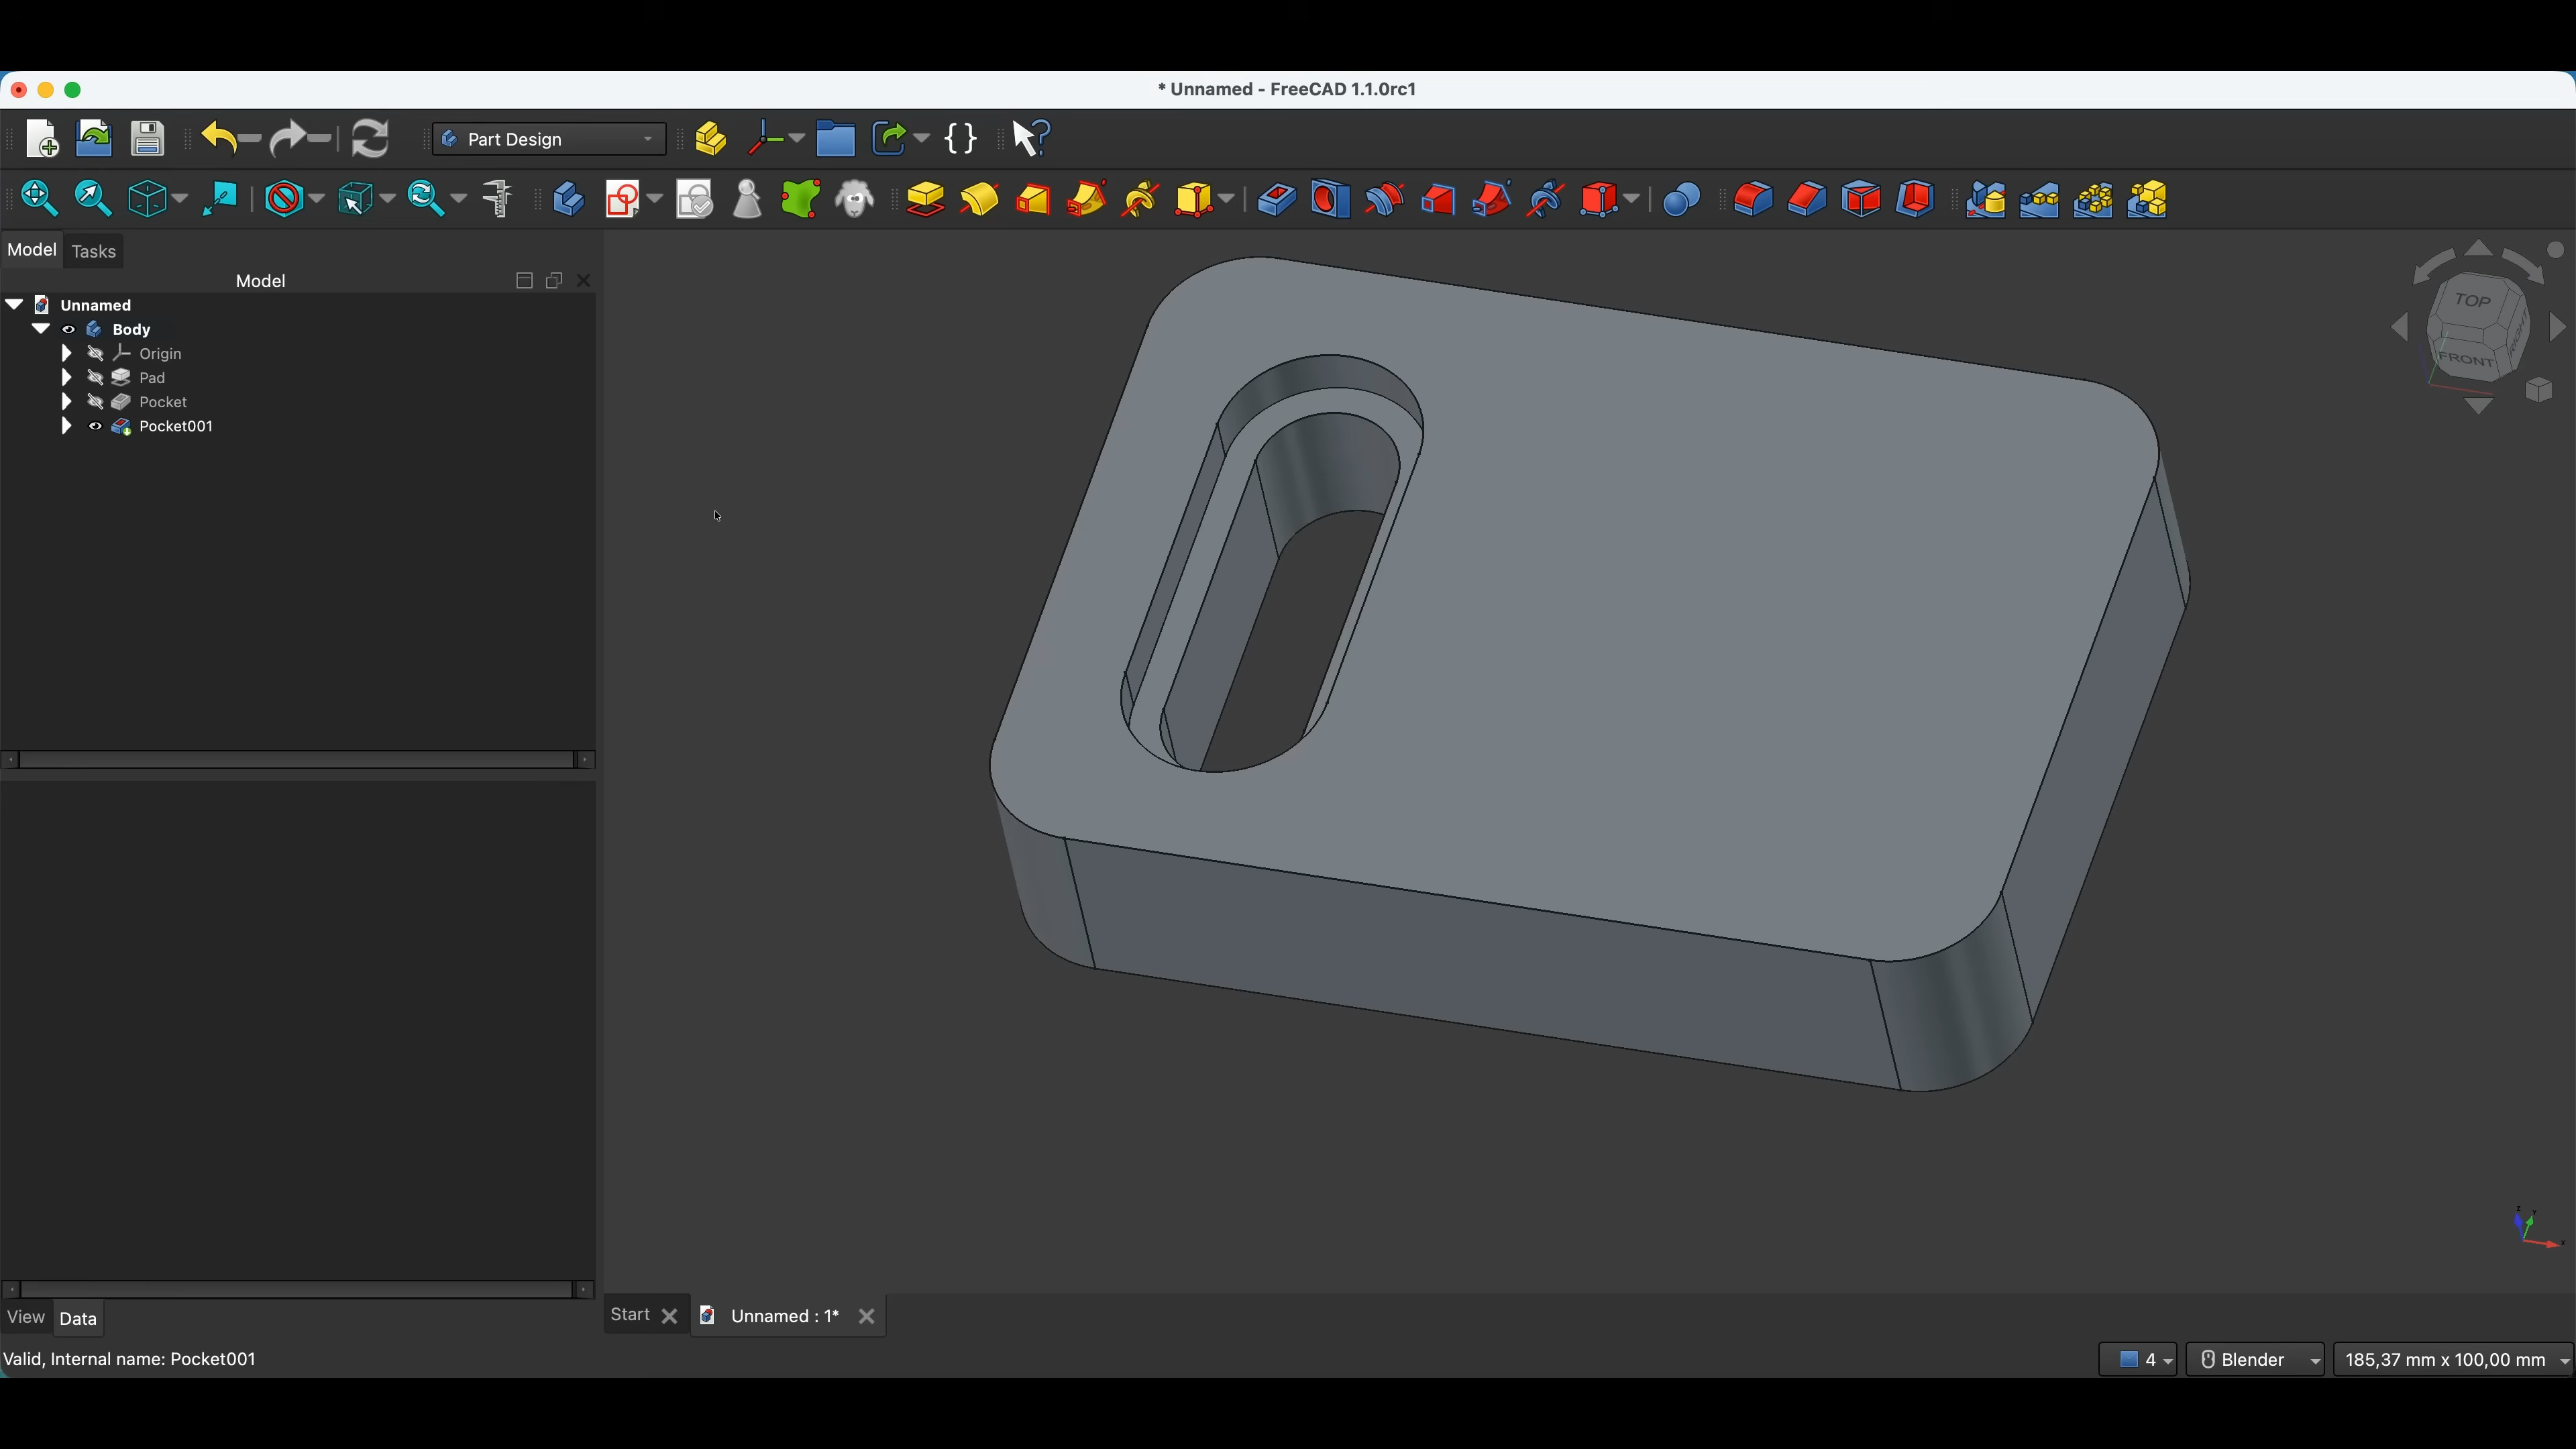 * Unnamed - FreeCAD 1.1.0rc1
Part Design
Model Tasks
Model
Unnamed
Body
Origin
Pad
Pocket
Pocket001
TOP
FRONT
RIGHT
z
Y
x
View Data
Start Unnamed : 1*
Valid, Internal name: Pocket001
4 Blender 185,37 mm x 100,00 mm